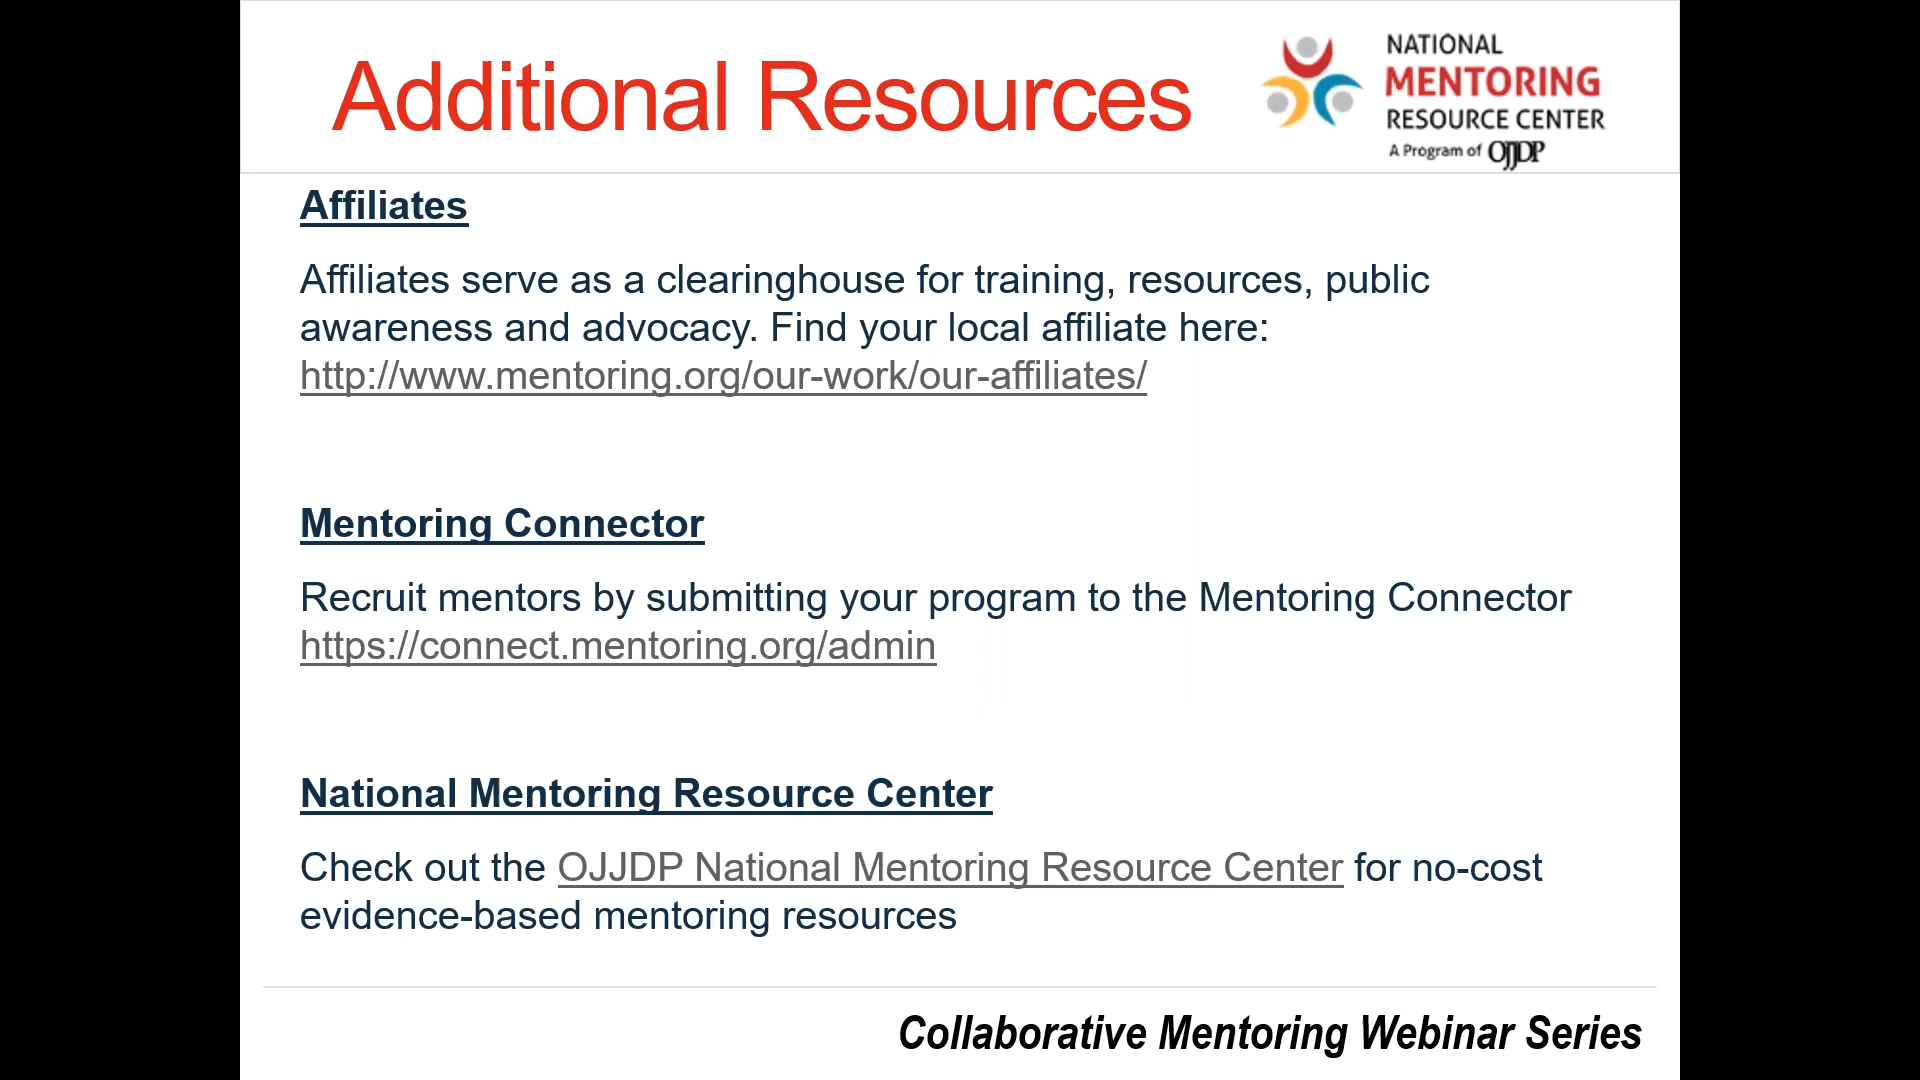 Additional Resources
NATIONAL
MENTORING
RESOURCE CENTER
A Program of OJJDP
Affiliates
Affiliates serve as a clearinghouse for training, resources, public
awareness and advocacy. Find your local affiliate here:
http://www.mentoring.org/our-work/our-affiliates/
Mentoring Connector
Recruit mentors by submitting your program to the Mentoring Connector
https://connect.mentoring.org/admin
National Mentoring Resource Center
Check out the OJJDP National Mentoring Resource Center for no-cost
evidence-based mentoring resources
Collaborative Mentoring Webinar Series